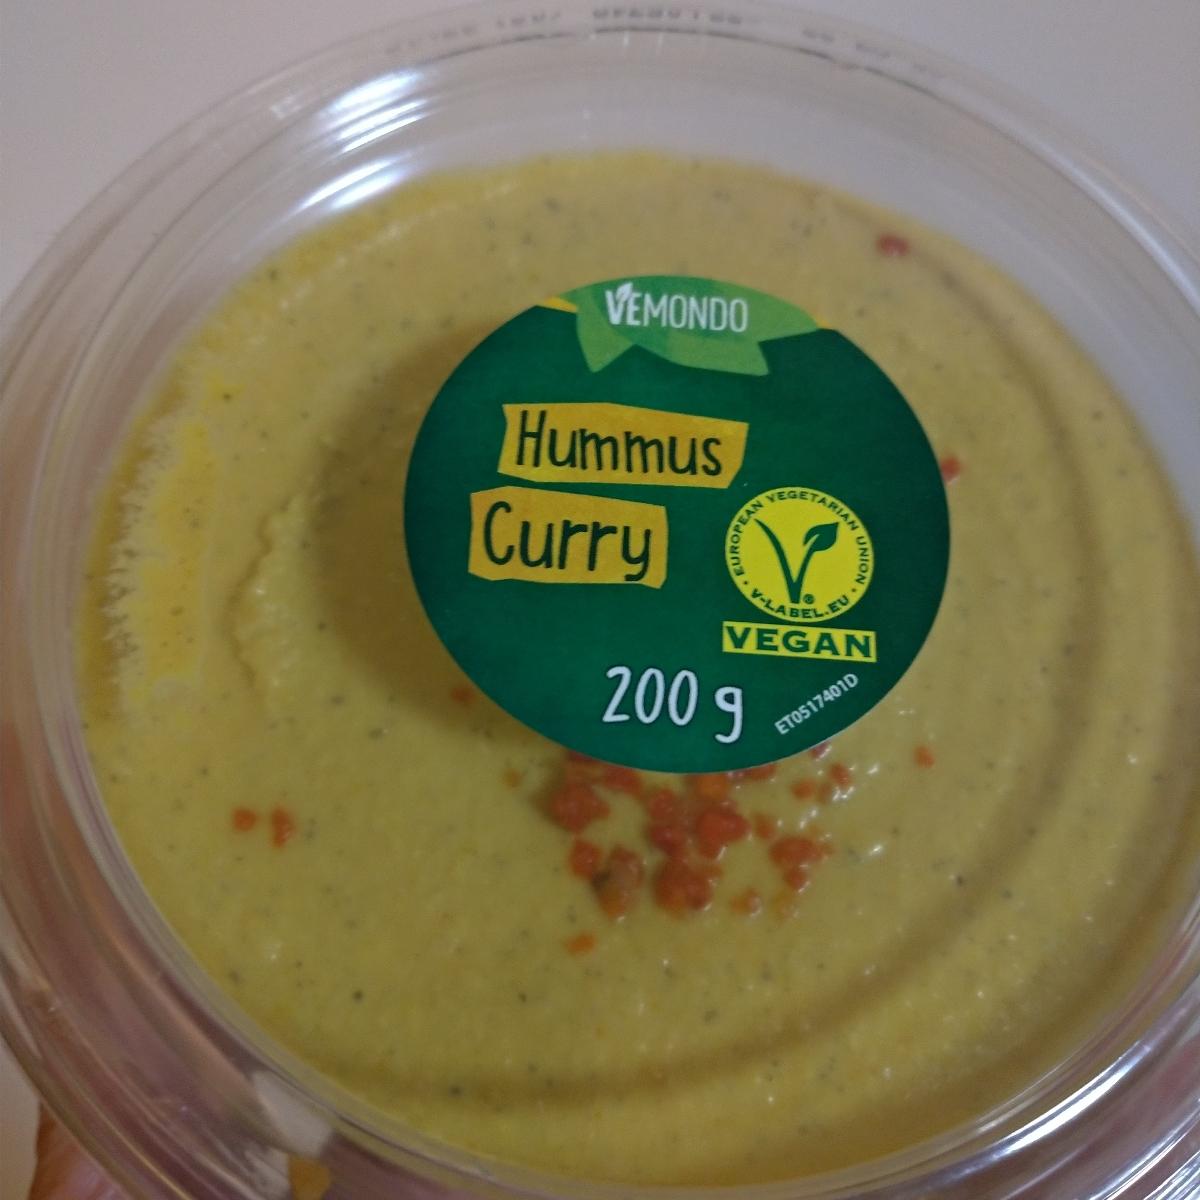 VEMONDO
Hummus
Curry
EUROPEAN VEGETARIAN UNION
V-LABEL.EU
VEGAN
200 g
ET0517401D